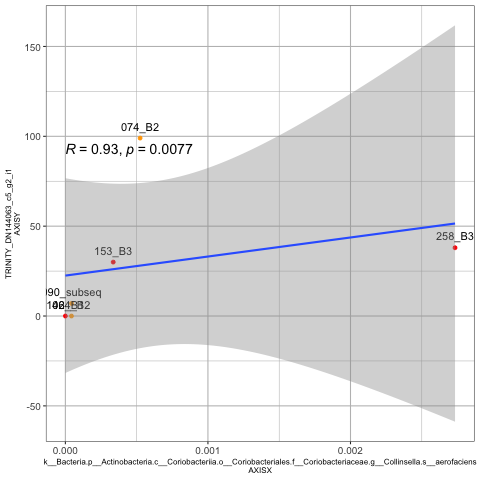 150
100
50
0
-50
074_B2
R = 0.93, p = 0.0077
153_B3
258_B3
090_subseq
0.000
0.001
0.002
k__Bacteria.p__Actinobacteria.c__Coriobacteriia.o__Coriobacteriales.f__Coriobacteriaceae.g__Collinsella.s__aerofaciens
AXISX
TRINITY_DN144063_c5_g2_i1
AXISY